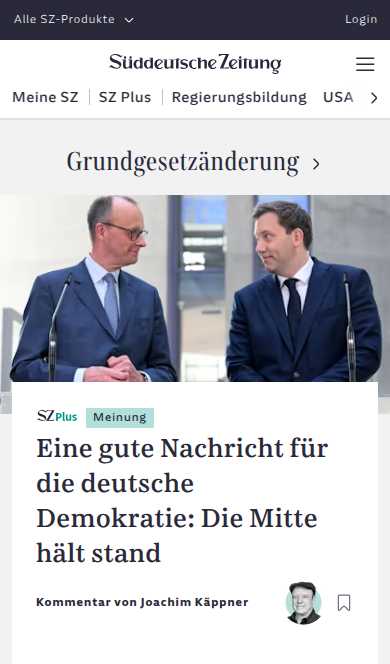 Alle SZ-Produkte
Login
Süddeutsche Zeitung
Meine SZ
SZ Plus
Regierungsbildung
USA
Grundgesetzänderung
SZ Plus
Meinung
Eine gute Nachricht für
die deutsche
Demokratie: Die Mitte
hält stand
Kommentar von Joachim Käppner